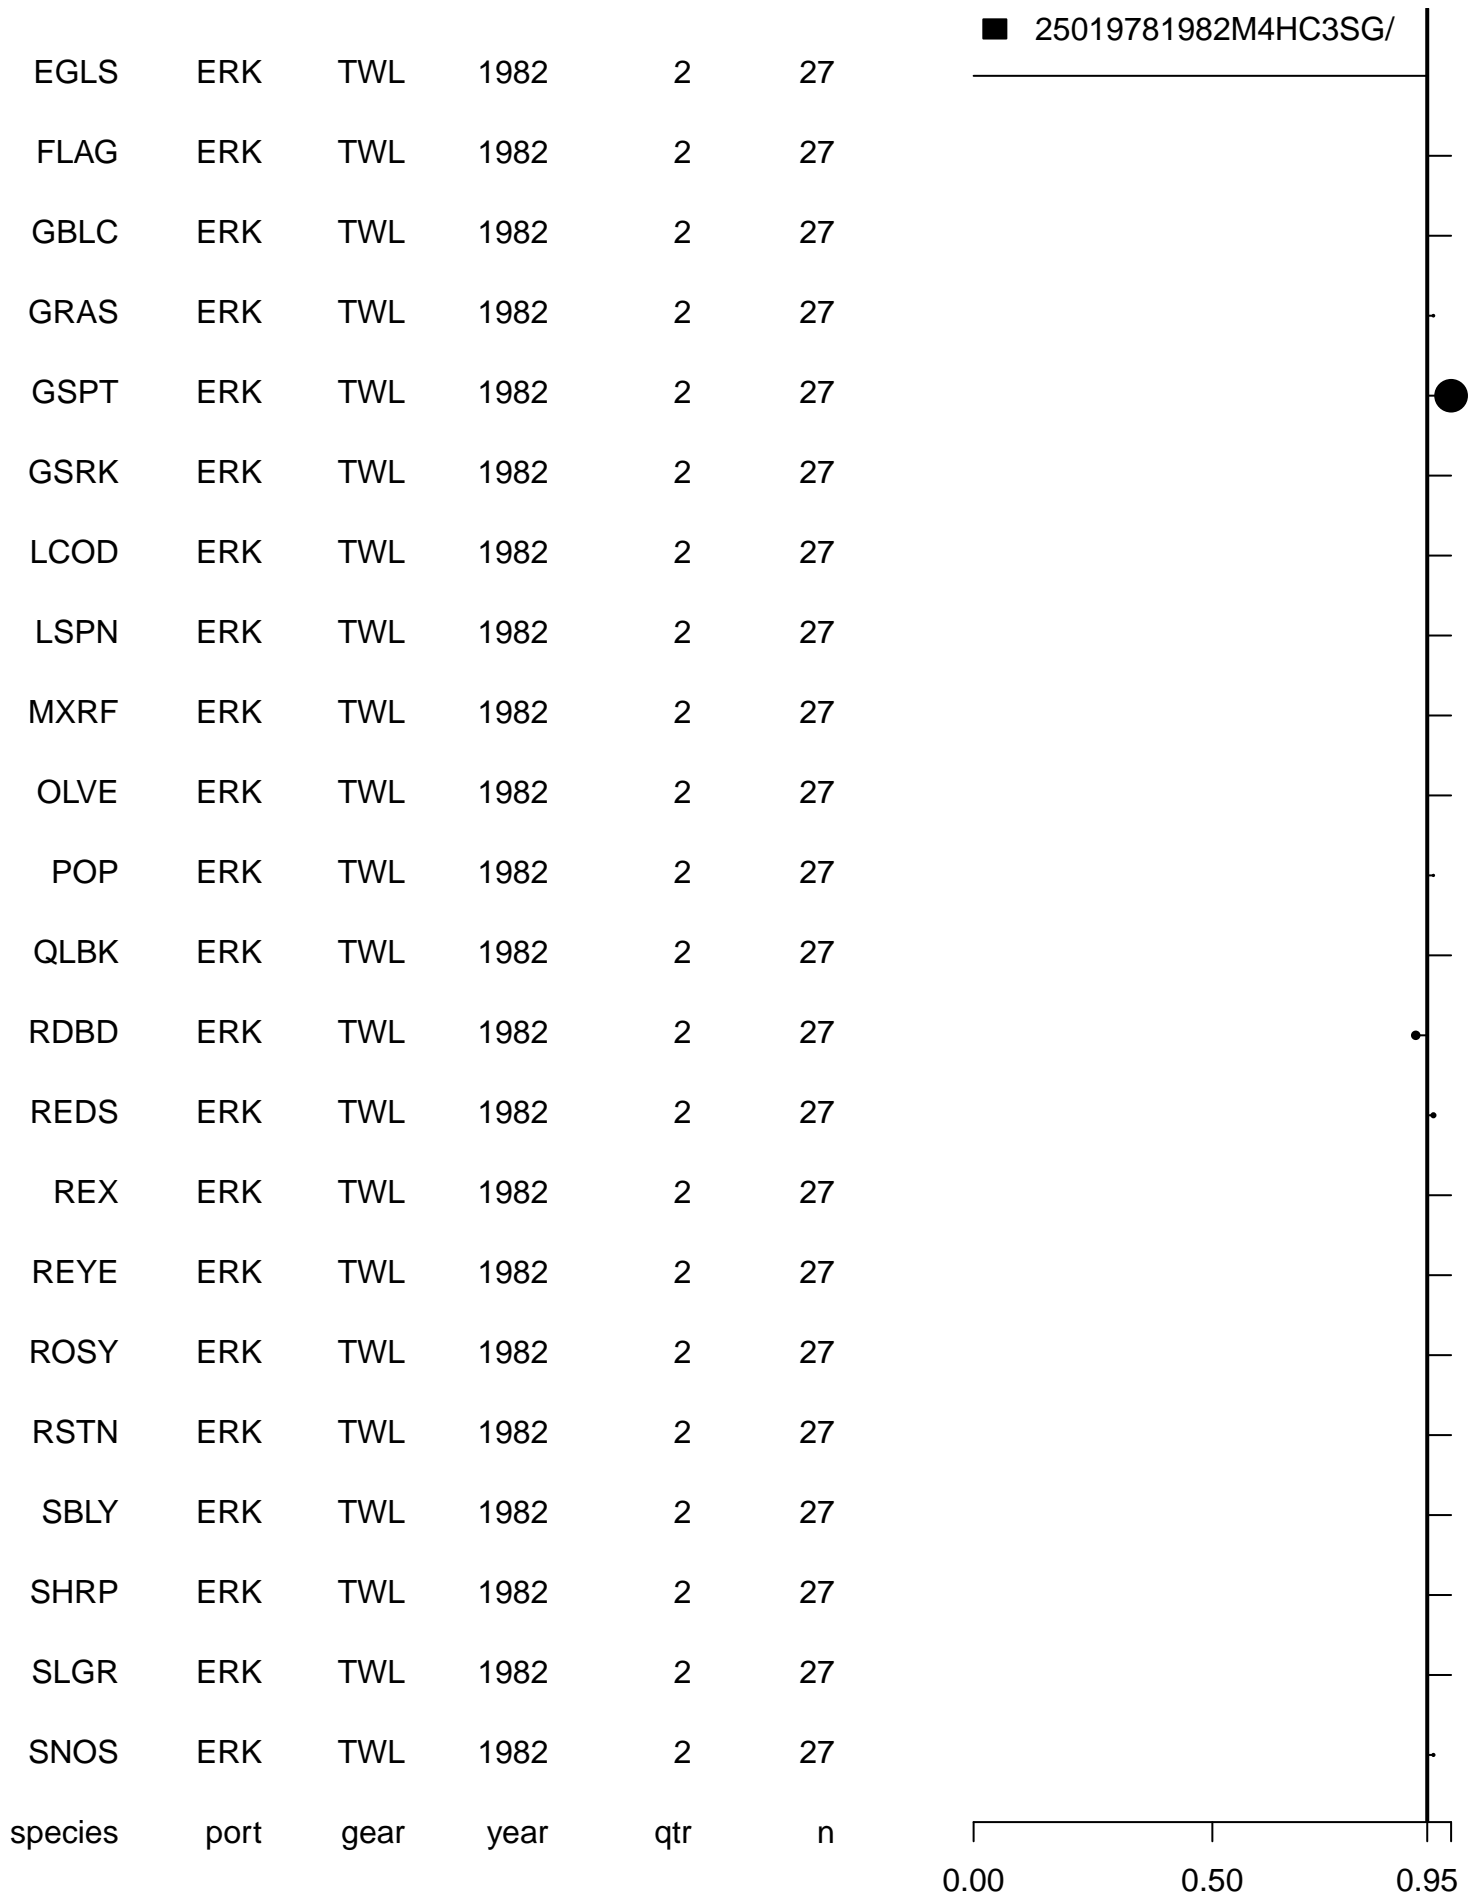 25019781982M4HC3SG/
EGLS ERK TWL 1982 2 27
FLAG ERK TWL 1982 2 27
GBLC ERK TWL 1982 2 27
GRAS ERK TWL 1982 2 27
GSPT ERK TWL 1982 2 27
GSRK ERK TWL 1982 2 27
LCOD ERK TWL 1982 2 27
LSPN ERK TWL 1982 2 27
MXRF ERK TWL 1982 2 27
OLVE ERK TWL 1982 2 27
POP ERK TWL 1982 2 27
QLBK ERK TWL 1982 2 27
RDBD ERK TWL 1982 2 27
REDS ERK TWL 1982 2 27
REX ERK TWL 1982 2 27
REYE ERK TWL 1982 2 27
ROSY ERK TWL 1982 2 27
RSTN ERK TWL 1982 2 27
SBLY ERK TWL 1982 2 27
SHRP ERK TWL 1982 2 27
SLGR ERK TWL 1982 2 27
SNOS ERK TWL 1982 2 27
species port gear year qtr n
0.00 0.50 0.95